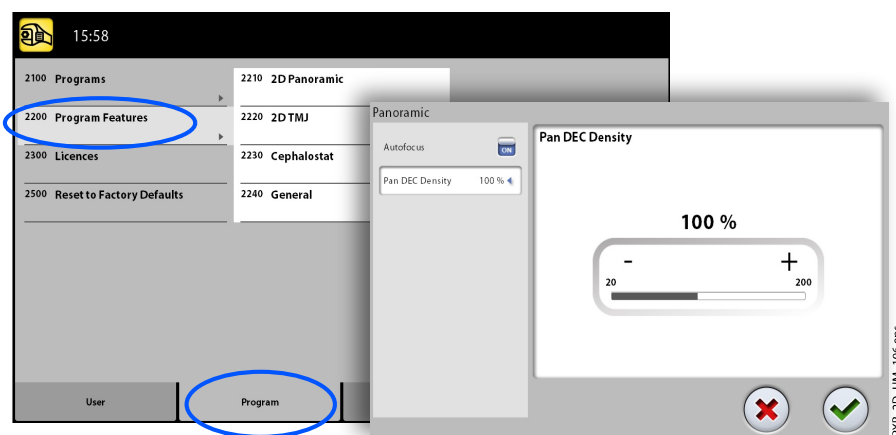 15:58
2100 Programs
2200 Program Features
2300 Licences
2500 Reset to Factory Defaults
2210 2D Panoramic
2220 2D TMJ
2230 Cephalostat
2240 General
User
Program
Panoramic
Autofocus ON
Pan DEC Density 100 %
Pan DEC Density
100 %
- +
20 200